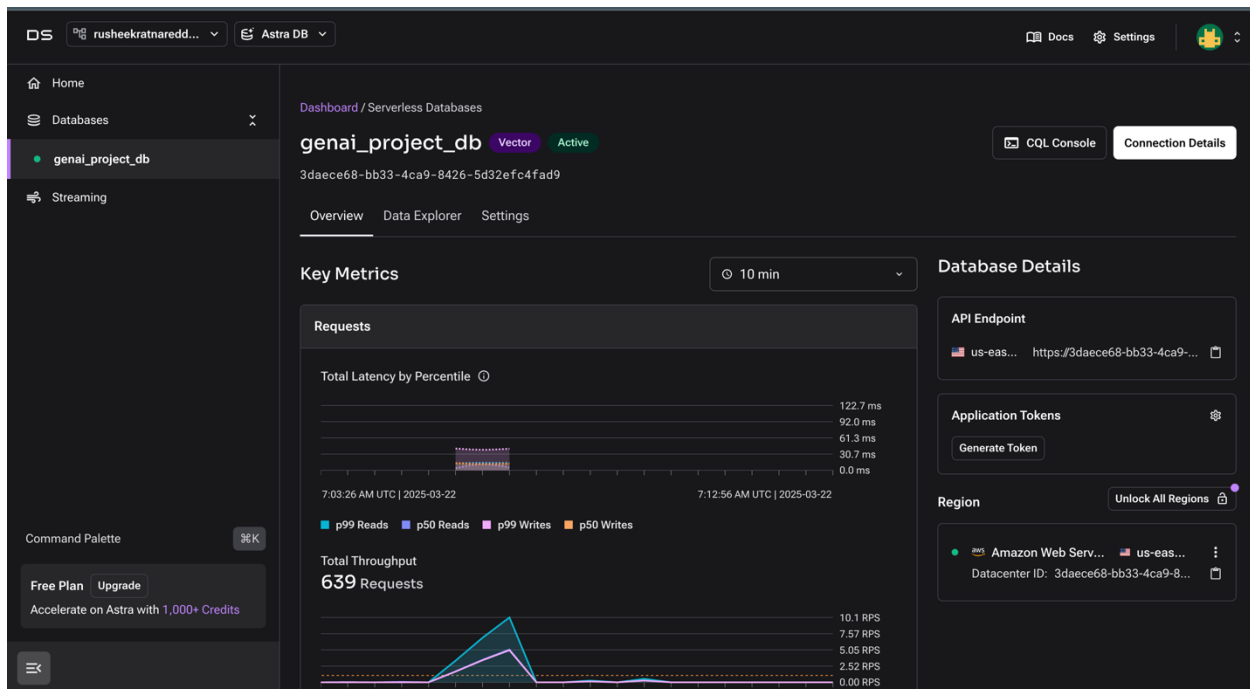 DS rusheekratnaredd... Astra DB Docs Settings
Home
Databases
genai_project_db
Streaming
Command Palette ⌘K
Free Plan Upgrade
Accelerate on Astra with 1,000+ Credits
Dashboard / Serverless Databases
genai_project_db Vector Active
3daece68-bb33-4ca9-8426-5d32efc4fad9
CQL Console Connection Details
Overview Data Explorer Settings
Key Metrics 10 min
Requests
Total Latency by Percentile
122.7 ms
92.0 ms
61.3 ms
30.7 ms
0.0 ms
7:03:26 AM UTC | 2025-03-22 7:12:56 AM UTC | 2025-03-22
p99 Reads p50 Reads p99 Writes p50 Writes
Total Throughput
639 Requests
10.1 RPS
7.57 RPS
5.05 RPS
2.52 RPS
0.00 RPS
Database Details
API Endpoint
us-eas... https://3daece68-bb33-4ca9-...
Application Tokens
Generate Token
Region Unlock All Regions
aws Amazon Web Serv... us-eas...
Datacenter ID: 3daece68-bb33-4ca9-8...